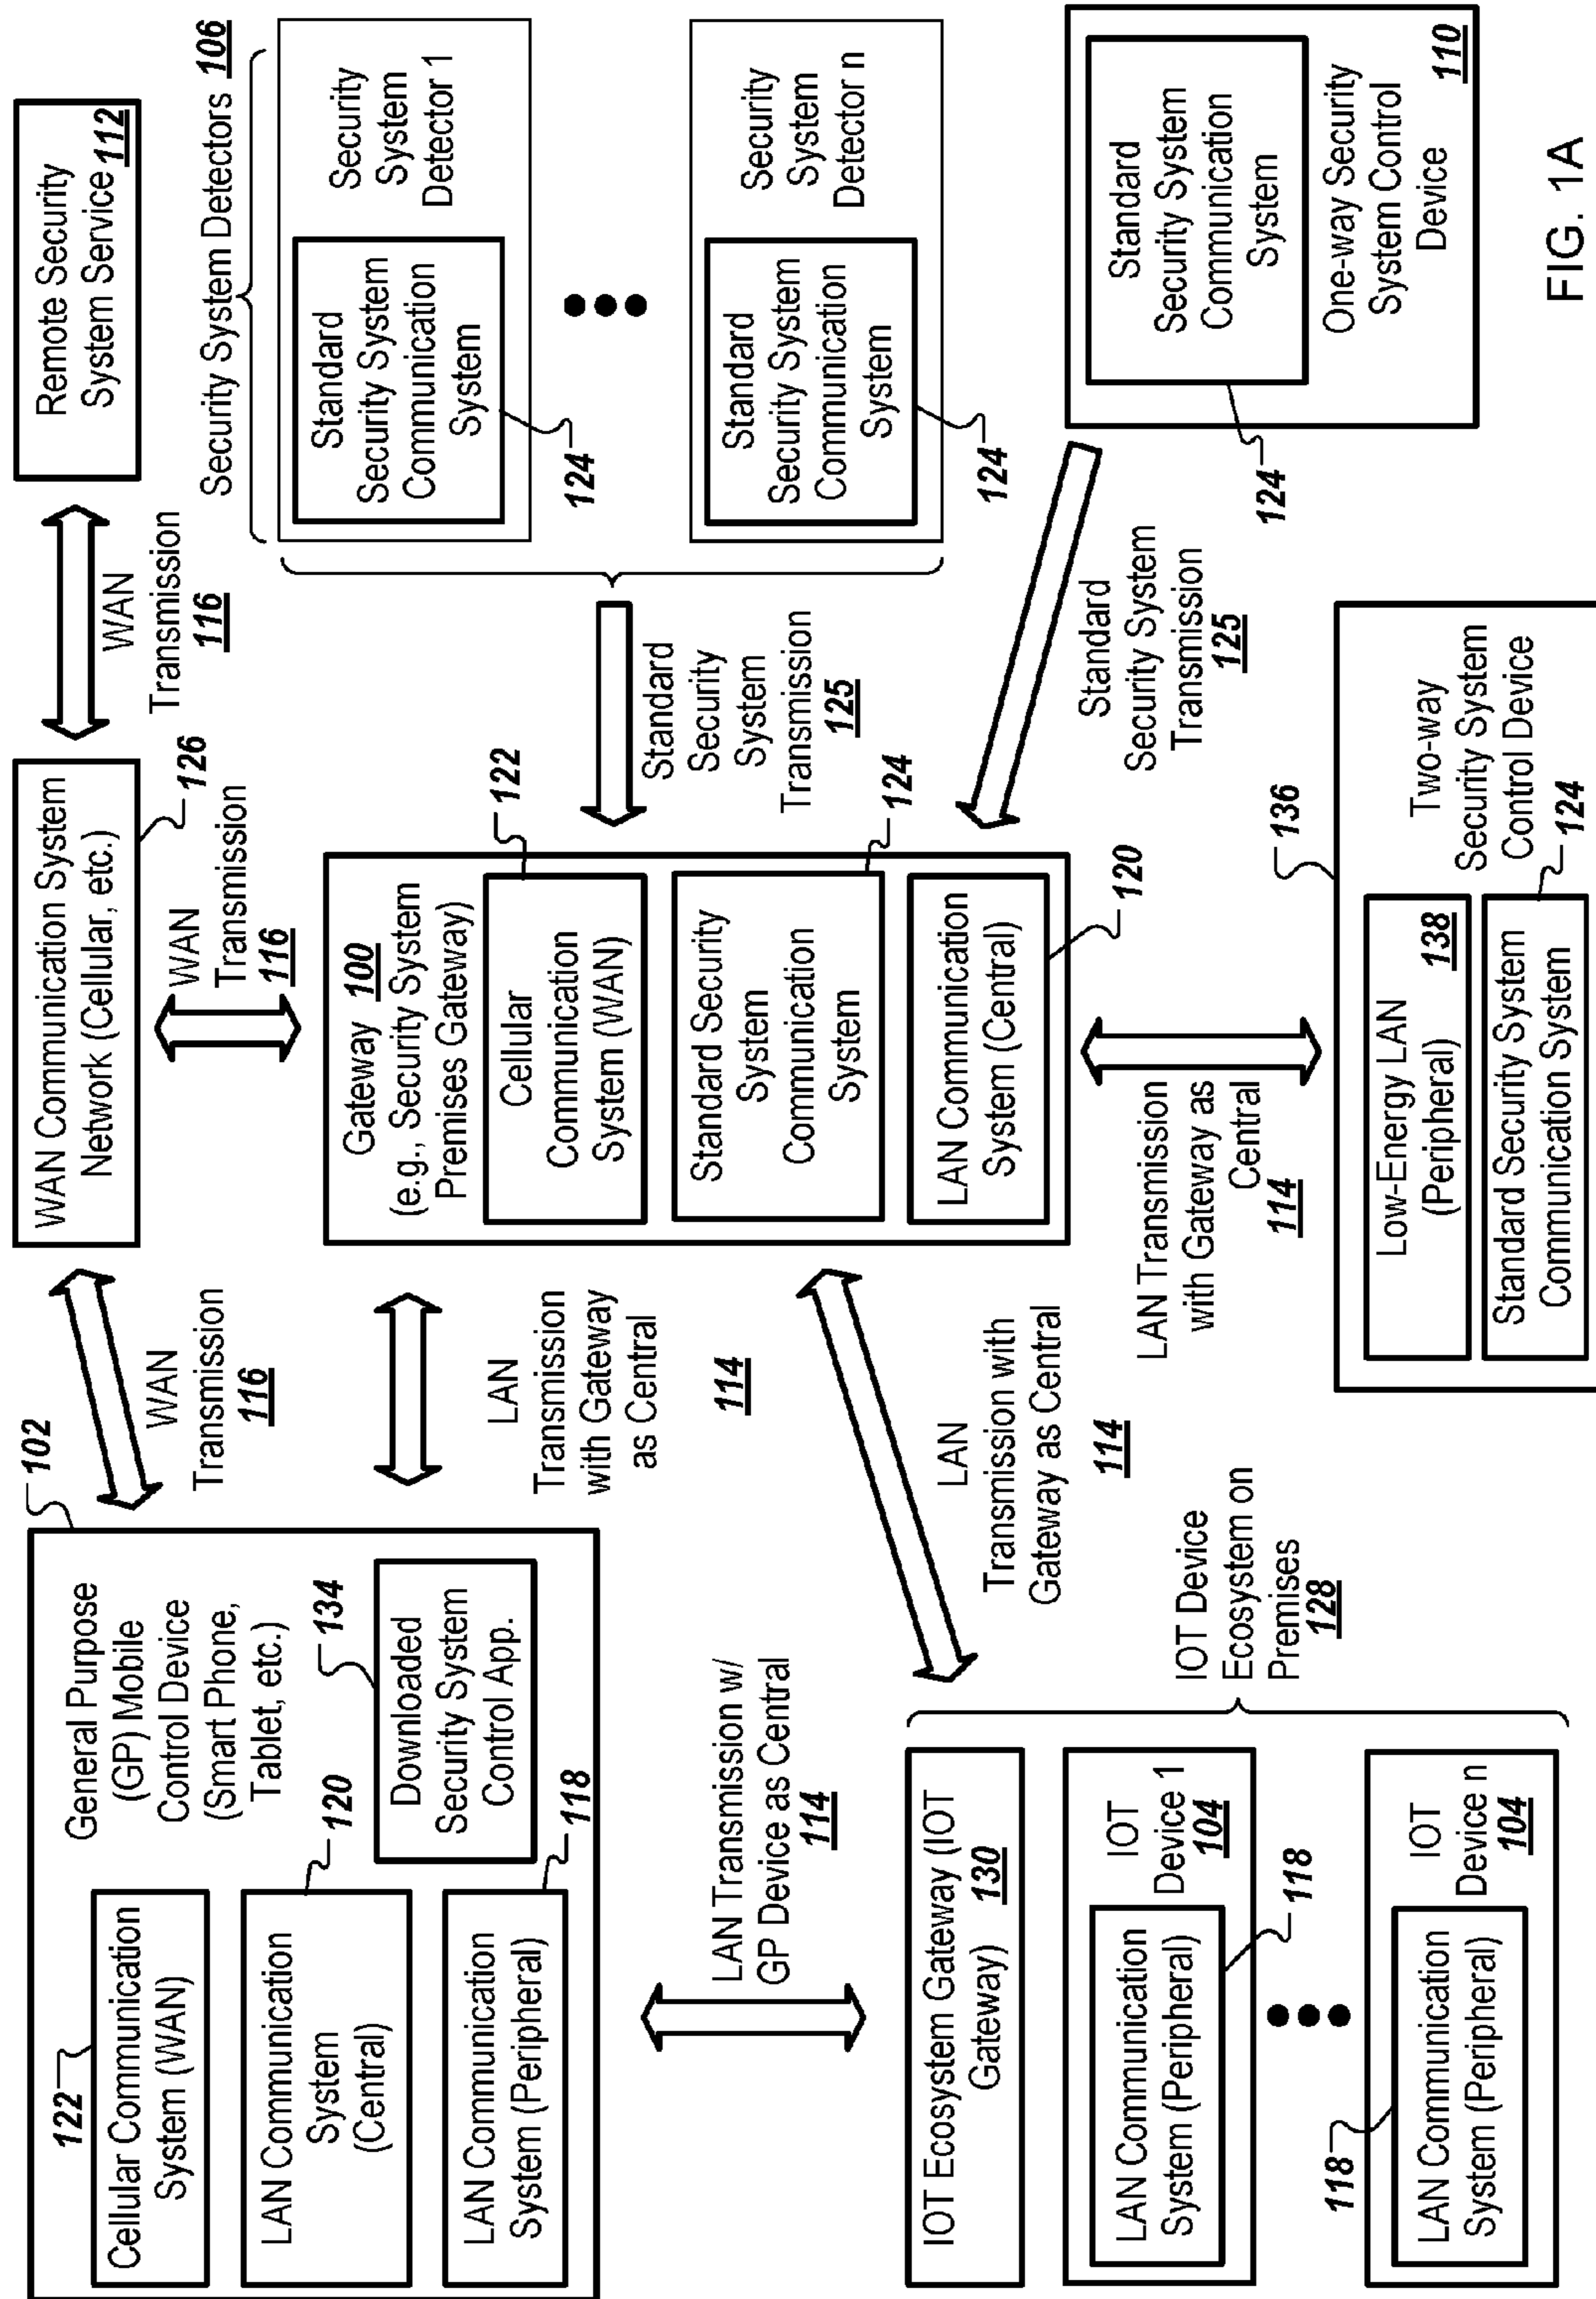 102
General Purpose
(GP) Mobile
Control Device
(Smart Phone,
Tablet, etc.)
122
Cellular Communication
System (WAN)
120
LAN Communication
System
(Central)
134
Downloaded
Security System
Control App.
LAN Communication
System (Peripheral)
118
WAN
Transmission
116
WAN Communication System
Network (Cellular, etc.)
126
WAN
Transmission
116
WAN
Transmission
116
Remote Security
System Service 112
LAN
Transmission
with Gateway
as Central
114
Gateway 100
(e.g., Security System
Premises Gateway)
122
Cellular
Communication
System (WAN)
Standard Security
System
Communication
System
124
LAN Communication
System (Central)
120
Standard
Security
System
Transmission
125
Security System Detectors 106
Standard
Security System
Communication
System
124
Security
System
Detector 1
Standard
Security System
Communication
System
124
Security
System
Detector n
Standard
Security System
Transmission
125
Standard
Security System
Communication
System
124
One-way Security
System Control
Device
110
LAN Transmission w/
GP Device as Central
114
LAN
Transmission with
Gateway as Central
114
LAN Transmission
with Gateway as
Central
114
IOT Device
Ecosystem on
Premises
128
IOT Ecosystem Gateway (IOT
Gateway) 130
LAN Communication
System (Peripheral)
IOT
Device 1
104
118
118
LAN Communication
System (Peripheral)
IOT
Device n
104
136
Low-Energy LAN
(Peripheral) 138
Two-way
Security System
Control Device
Standard Security System
Communication System
124
FIG. 1A